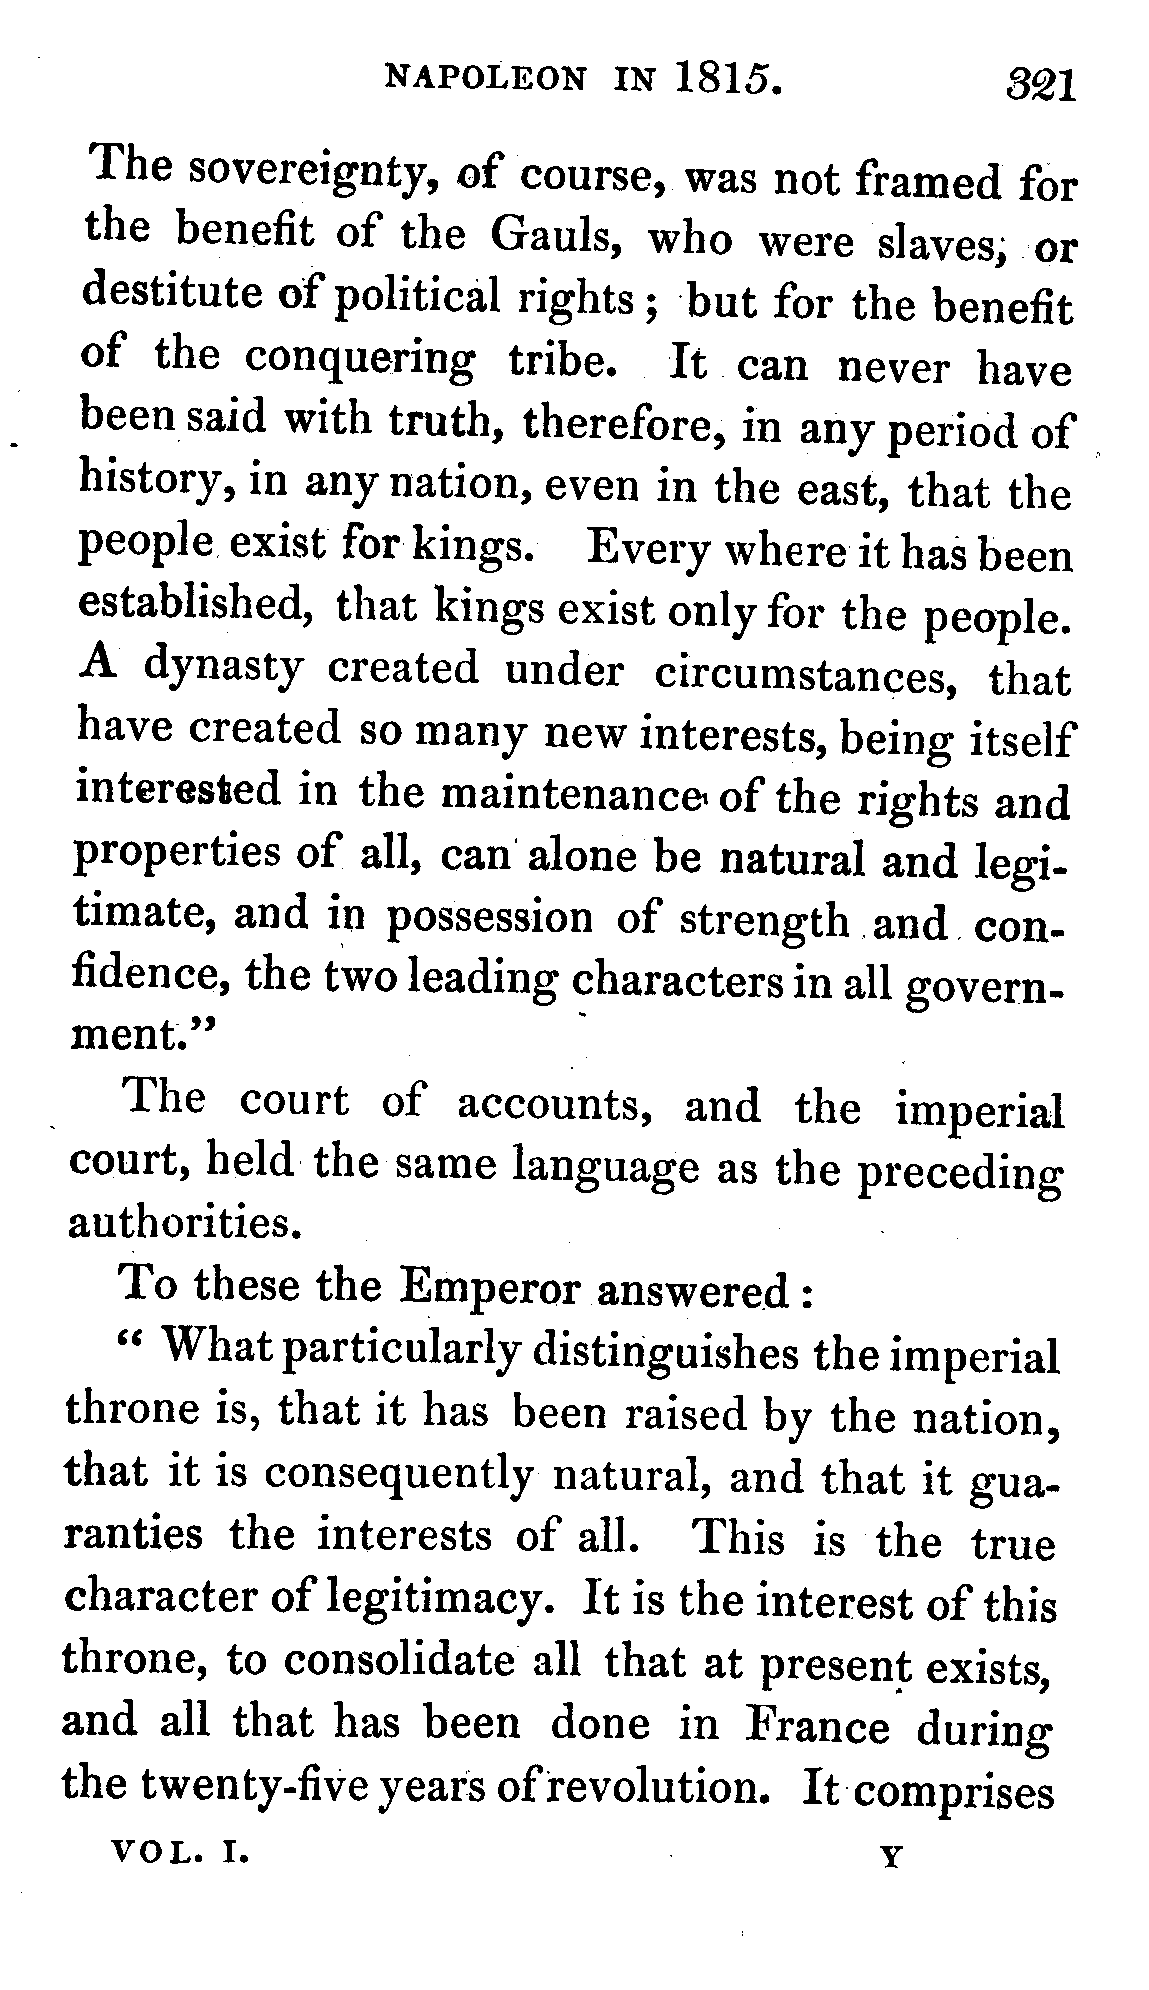 NAPOLEON IN 1815. 321
The sovereignty, of course, was not framed for
the benefit of the Gauls, who were slaves, or
destitute of political rights; but for the benefit
of the conquering tribe. It can never have
been said with truth, therefore, in any period of
history, in any nation, even in the east, that the
people exist for kings. Every where it has been
established, that kings exist only for the people.
A dynasty created under circumstances, that
have created so many new interests, being itself
interested in the maintenance of the rights and
properties of all, can alone be natural and legi-
timate, and in possession of strength and con-
fidence, the two leading characters in all govern-
ment.”
The court of accounts, and the imperial
court, held the same language as the preceding
authorities.
To these the Emperor answered:
“ What particularly distinguishes the imperial
throne is, that it has been raised by the nation,
that it is consequently natural, and that it gua-
ranties the interests of all. This is the true
character of legitimacy. It is the interest of this
throne, to consolidate all that at present exists,
and all that has been done in France during
the twenty-five years of revolution. It comprises
VOL. I. Y